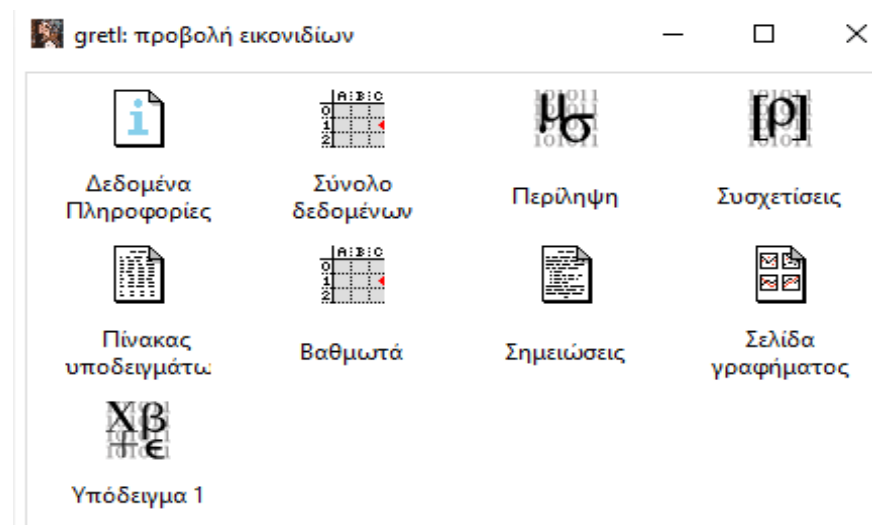 gretl: προβολή εικονιδίων
Δεδομένα
Πληροφορίες
Σύνολο
δεδομένων
Περίληψη
Συσχετίσεις
Πίνακας
υποδειγμάτω
Βαθμωτά
Σημειώσεις
Σελίδα
γραφήματος
Υπόδειγμα 1